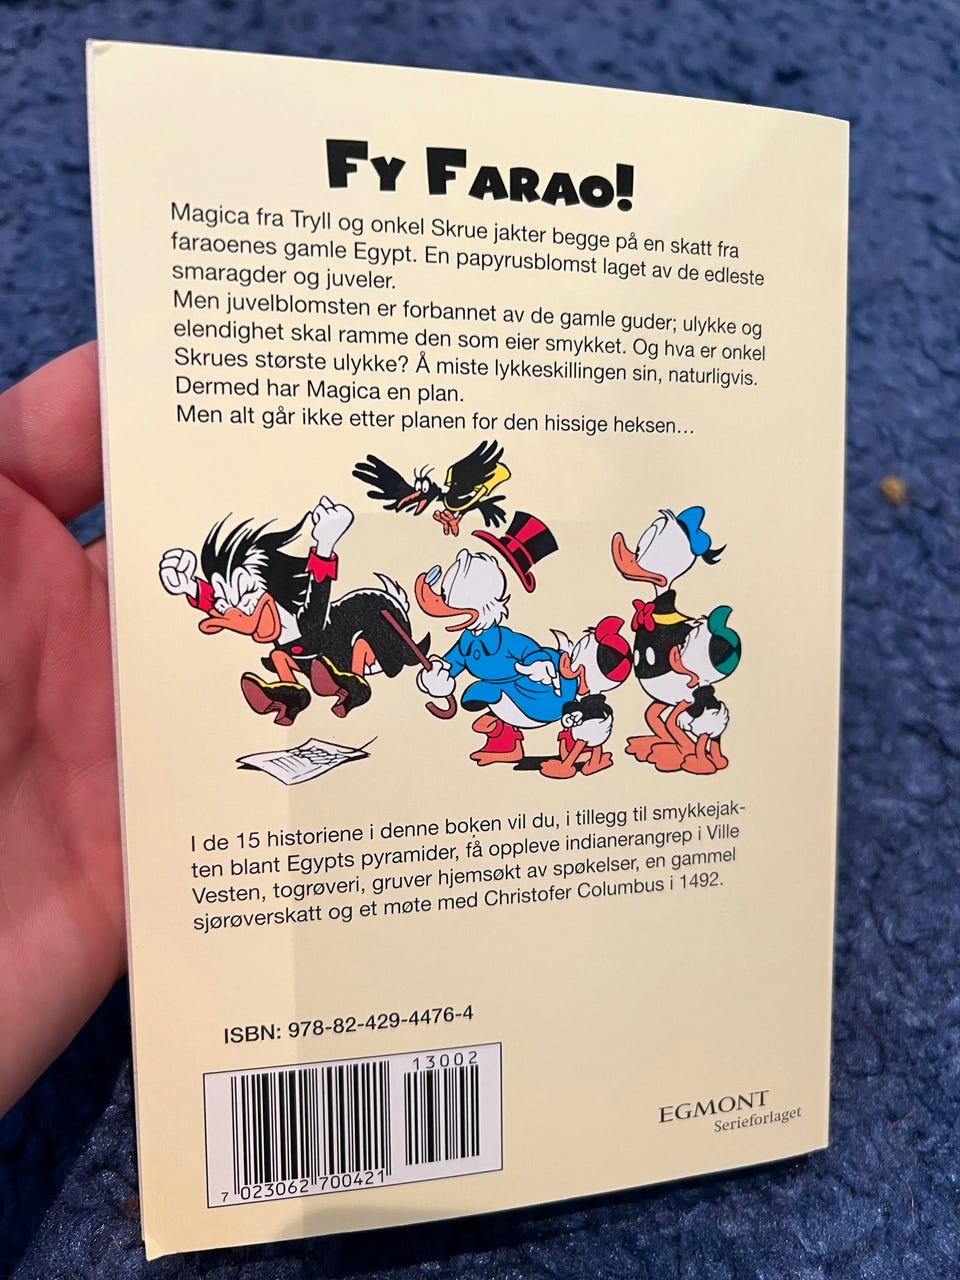 FY FARAO!
Magica fra Tryll og onkel Skrue jakter begge på en skatt fra
faraoenes gamle Egypt. En papyrusblomst laget av de edleste
smaragder og juveler.
Men juvelblomsten er forbannet av de gamle guder; ulykke og
elendighet skal ramme den som eier smykket. Og hva er onkel
Skrues største ulykke? Å miste lykkeskillingen sin, naturligvis.
Dermed har Magica en plan.
Men alt går ikke etter planen for den hissige heksen...
I de 15 historiene i denne boken vil du, i tillegg til smykkejak-
ten blant Egypts pyramider, få oppleve indianerangrep i Ville
Vesten, togrøveri, gruver hjemsøkt av spøkelser, en gammel
sjørøverskatt og et møte med Christofer Columbus i 1492.
ISBN: 978-82-429-4476-4
13002
7 023062 700421
EGMONT
Serieforlaget